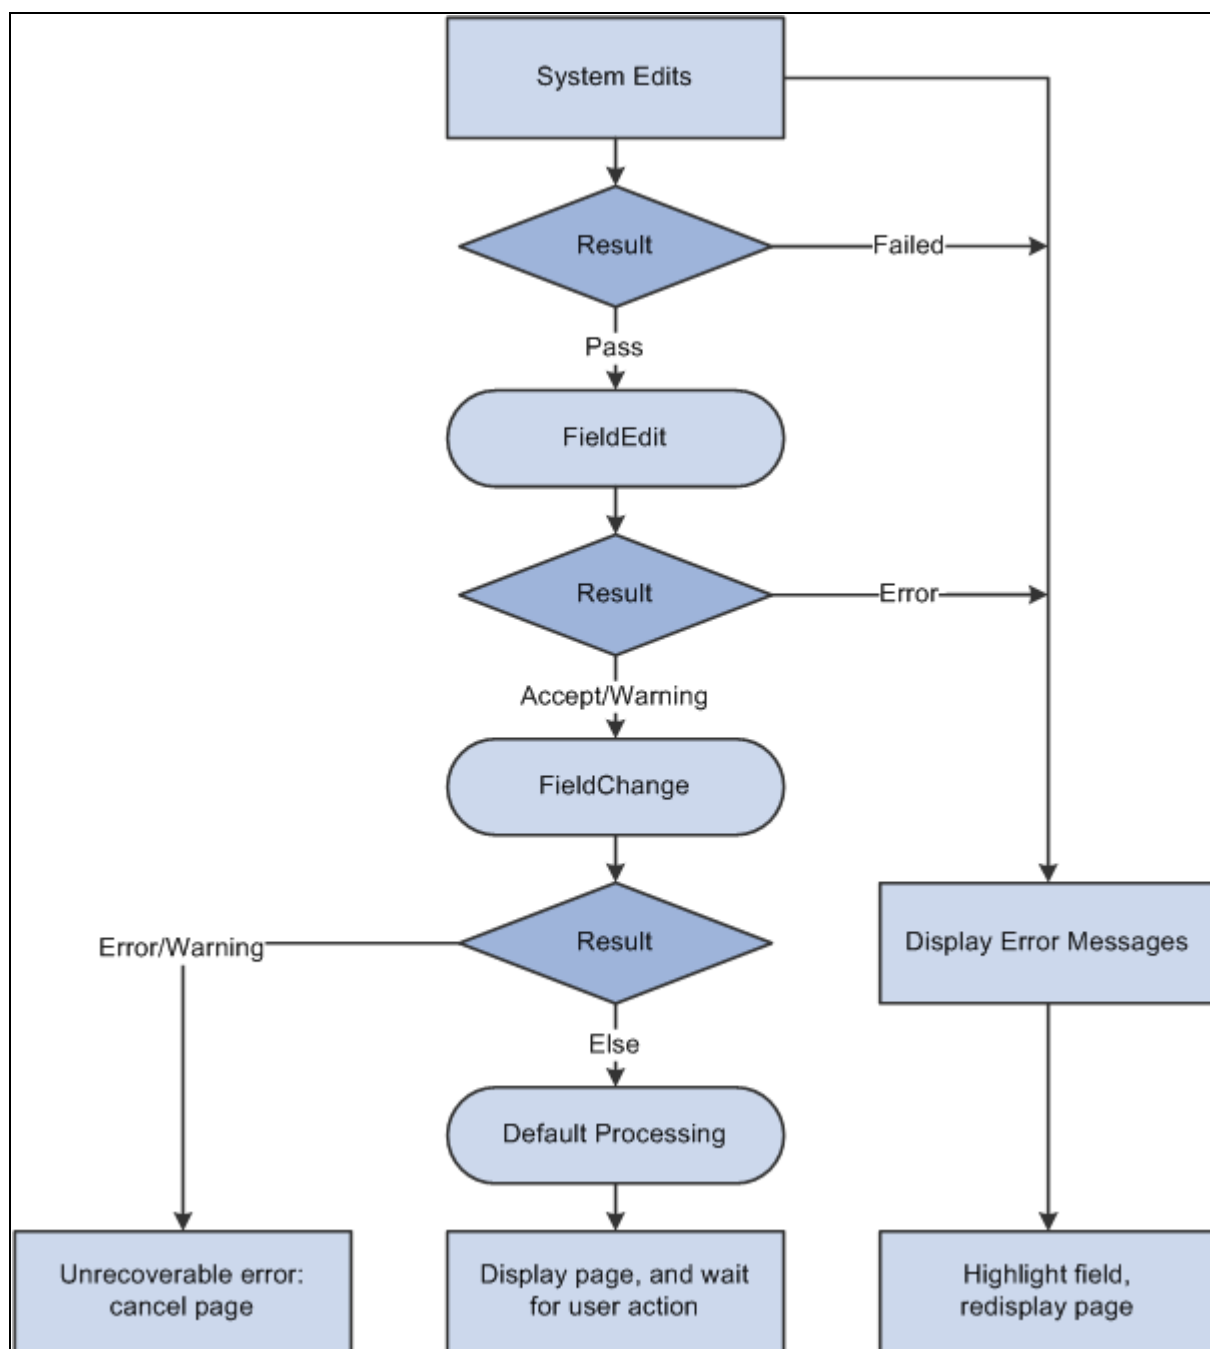 System Edits
Result
Failed
Pass
FieldEdit
Result
Error
Accept/Warning
FieldChange
Error/Warning
Result
Display Error Messages
Else
Default Processing
Unrecoverable error:
cancel page
Display page, and wait
for user action
Highlight field,
redisplay page